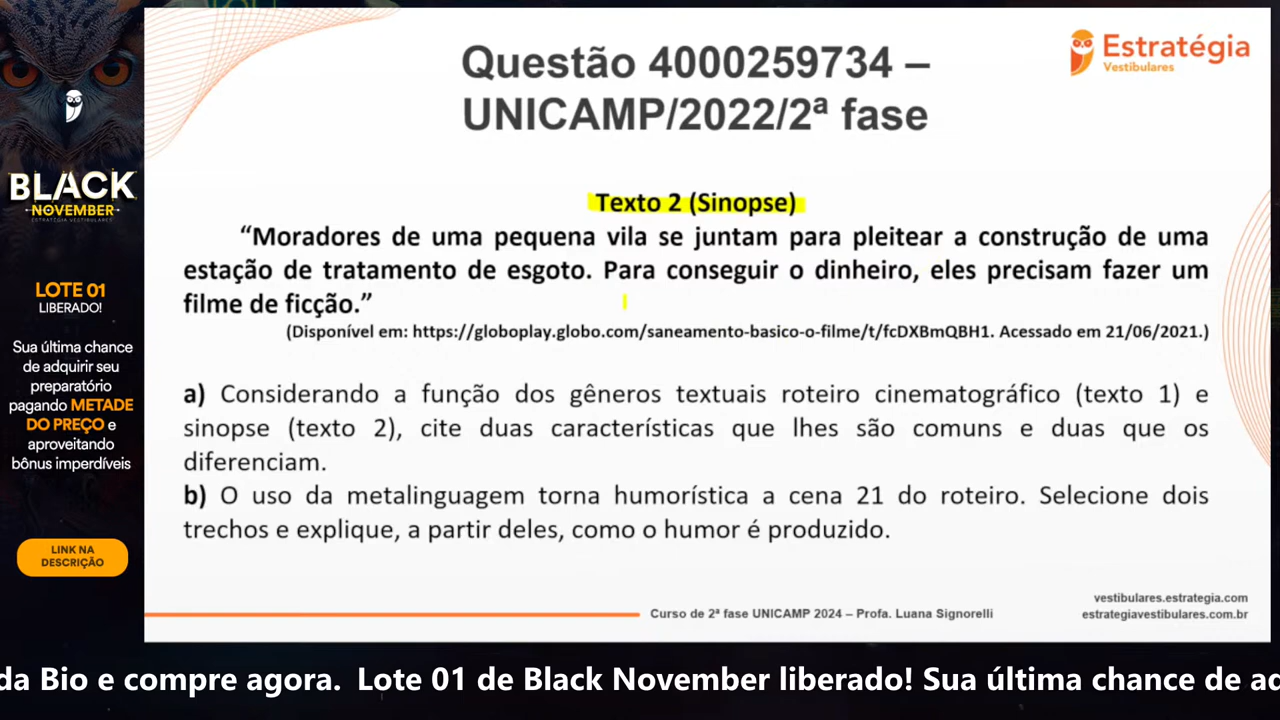 BLACK
NOVEMBER
ESTRATÉGIA VESTIBULARES
LOTE 01
LIBERADO!
Sua última chance
de adquirir seu
preparatório
pagando METADE
DO PREÇO e
aproveitando
bônus imperdíveis
LINK NA
DESCRIÇÃO
Questão 4000259734 –
UNICAMP/2022/2ª fase
Estratégia
Vestibulares
Texto 2 (Sinopse)
“Moradores de uma pequena vila se juntam para pleitear a construção de uma
estação de tratamento de esgoto. Para conseguir o dinheiro, eles precisam fazer um
filme de ficção.”
(Disponível em: https://globoplay.globo.com/saneamento-basico-o-filme/t/fcDXBmQBH1. Acessado em 21/06/2021.)
a) Considerando a função dos gêneros textuais roteiro cinematográfico (texto 1) e
sinopse (texto 2), cite duas características que lhes são comuns e duas que os
diferenciam.
b) O uso da metalinguagem torna humorística a cena 21 do roteiro. Selecione dois
trechos e explique, a partir deles, como o humor é produzido.
Curso de 2ª fase UNICAMP 2024 – Profa. Luana Signorelli
vestibulares.estrategia.com
estrategiavestibulares.com.br
da Bio e compre agora. Lote 01 de Black November liberado! Sua última chance de ad